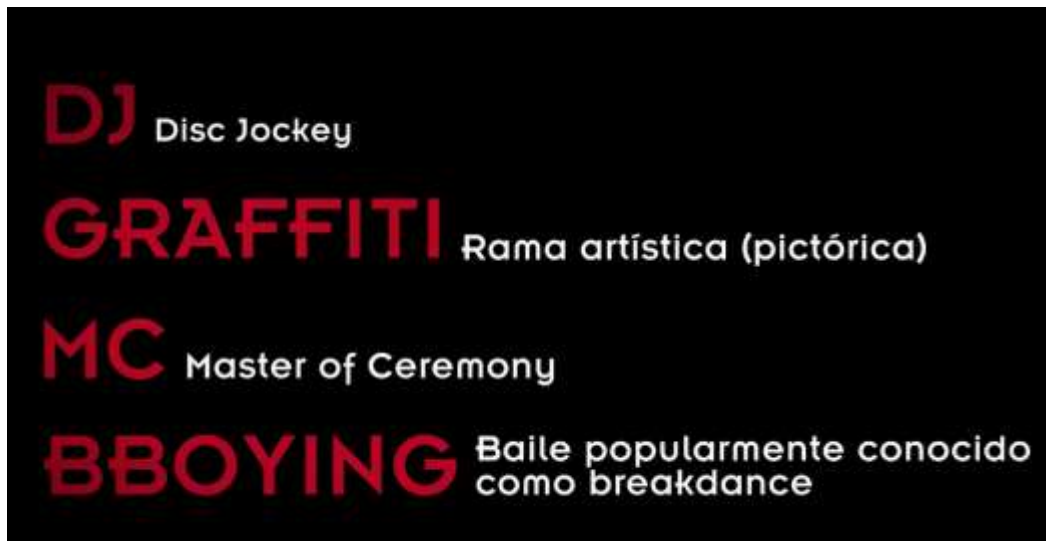 DJ Disc Jockey
GRAFFITI Rama artística (pictórica)
MC Master of Ceremony
BBOYING Baile popularmente conocido
como breakdance